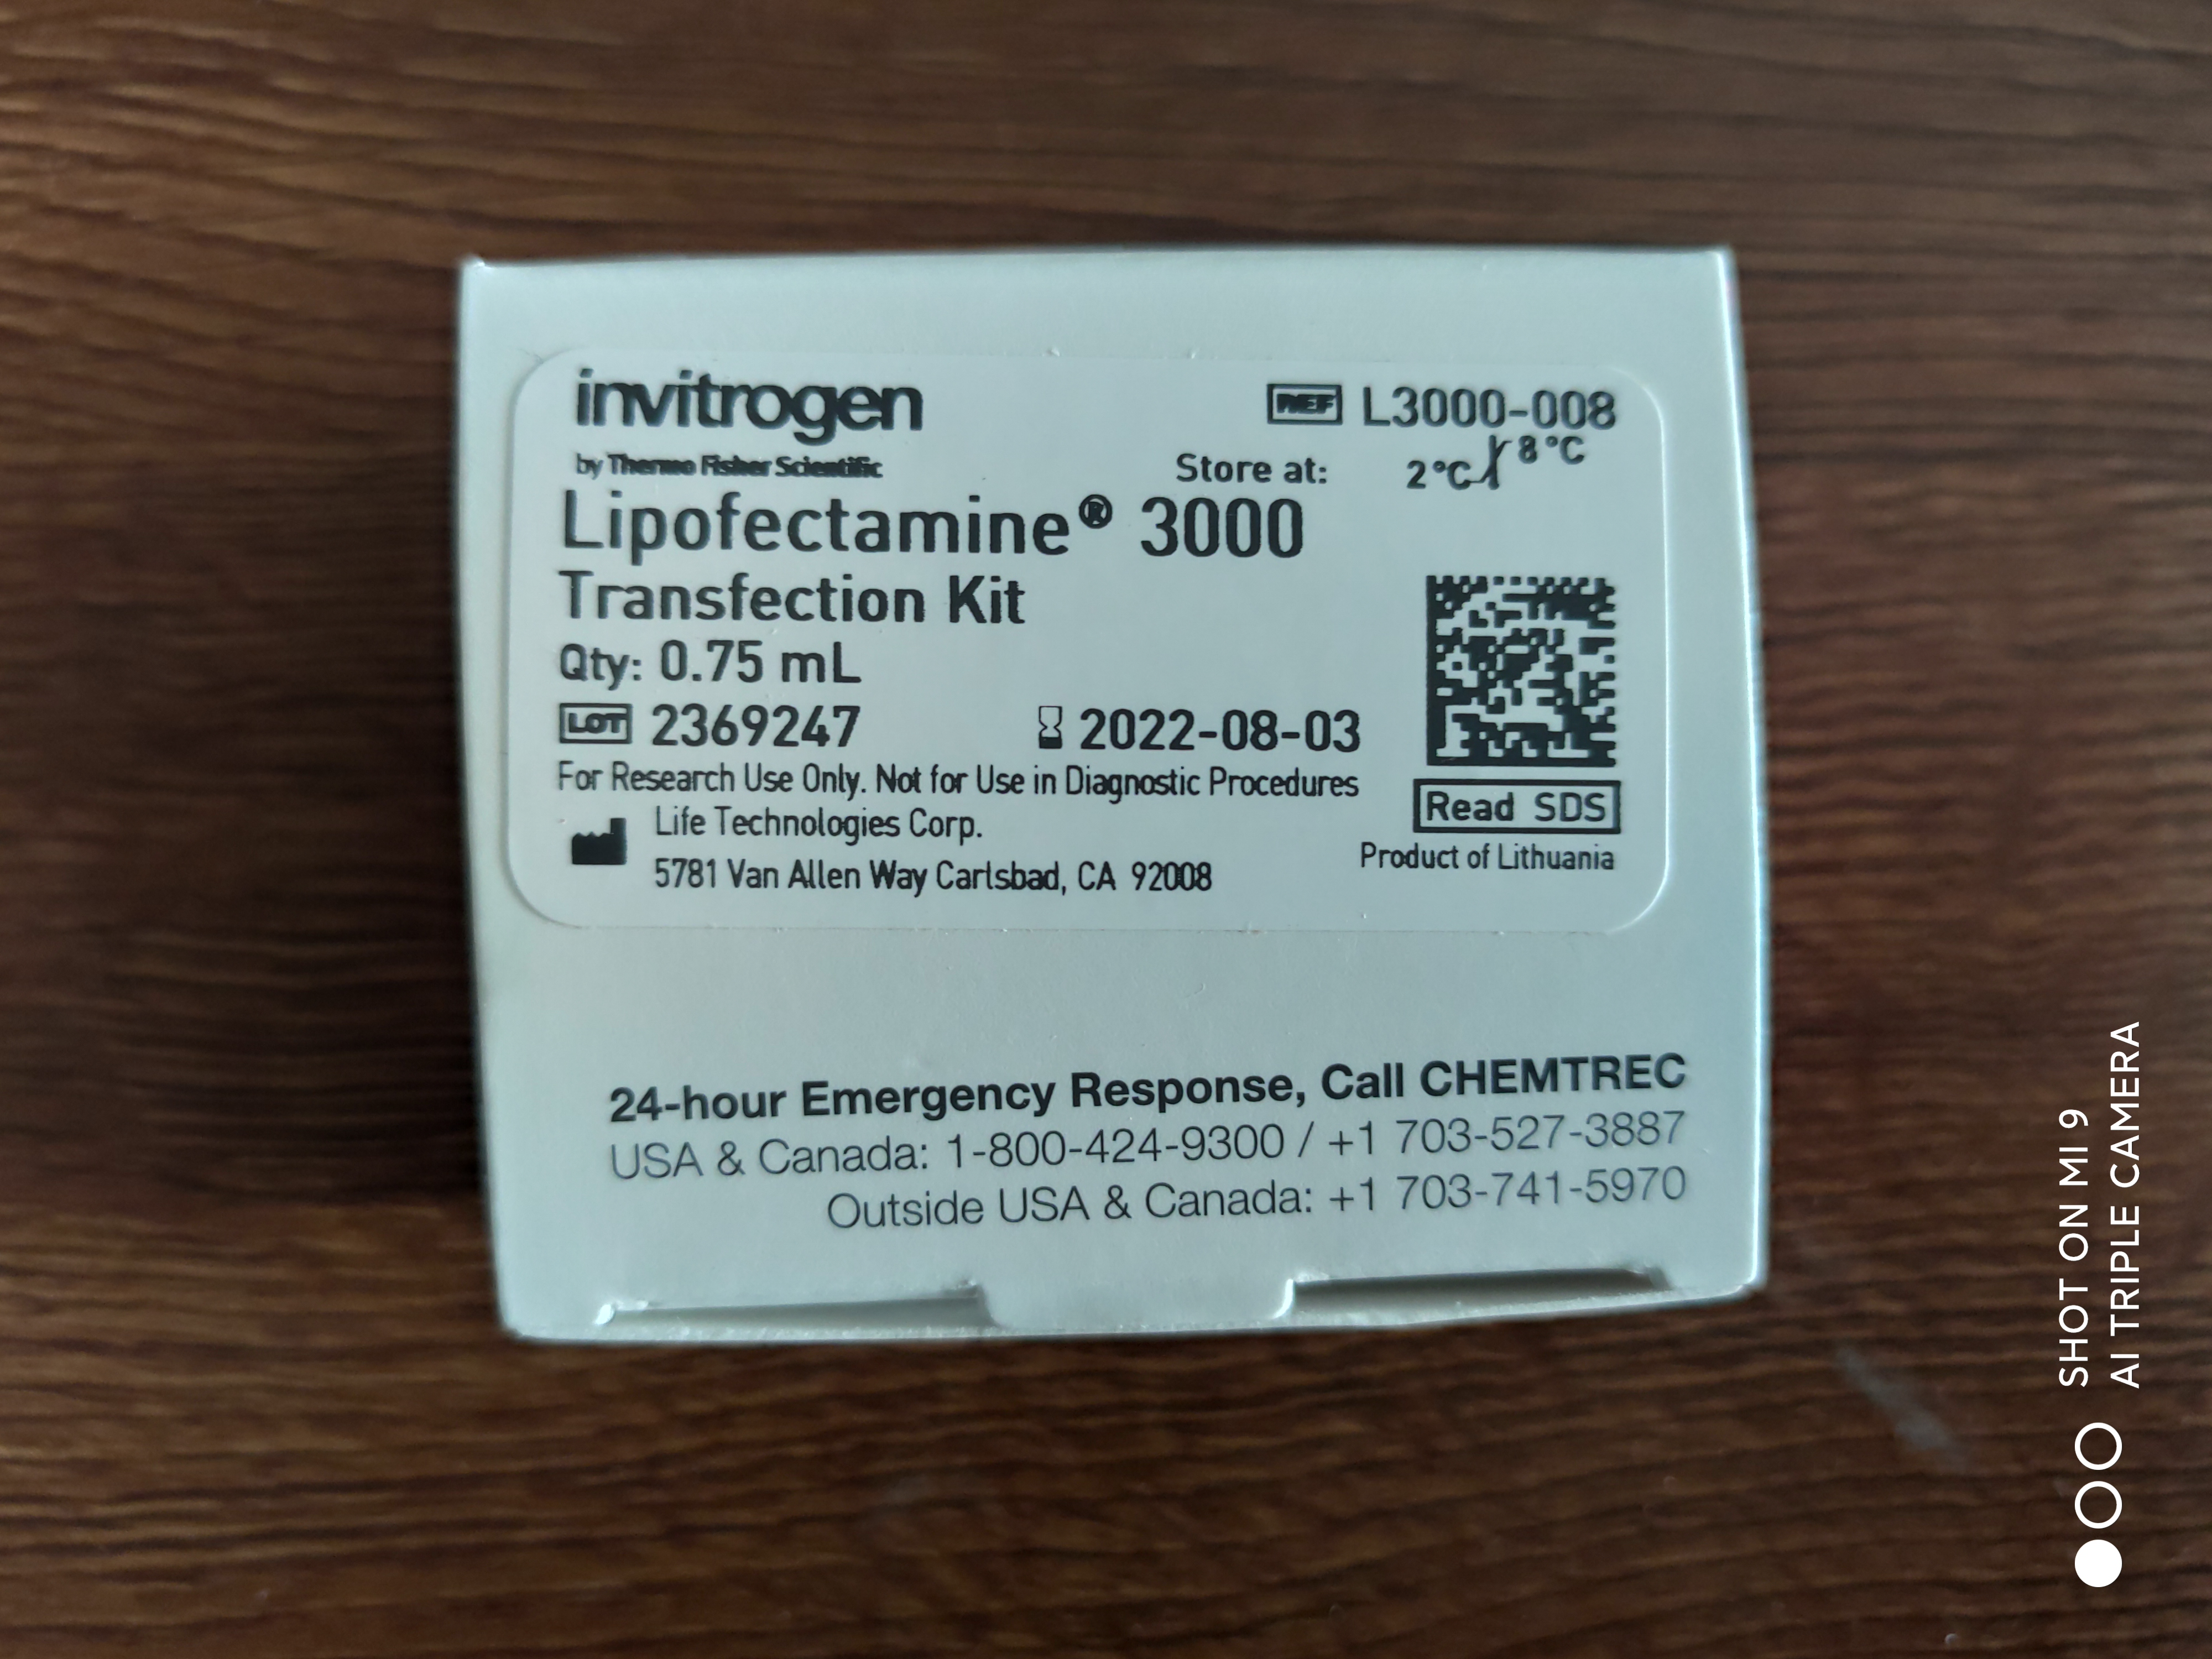 invitrogen
REF L3000-008
by Thermo Fisher Scientific
Store at: 2°C 8°C
Lipofectamine® 3000
Transfection Kit
Qty: 0.75 mL
LOT 2369247 2022-08-03
For Research Use Only. Not for Use in Diagnostic Procedures
Read SDS
Life Technologies Corp.
5781 Van Allen Way Carlsbad, CA 92008
Product of Lithuania
24-hour Emergency Response, Call CHEMTREC
USA & Canada: 1-800-424-9300 / +1 703-527-3887
Outside USA & Canada: +1 703-741-5970
SHOT ON MI 9
AI TRIPLE CAMERA